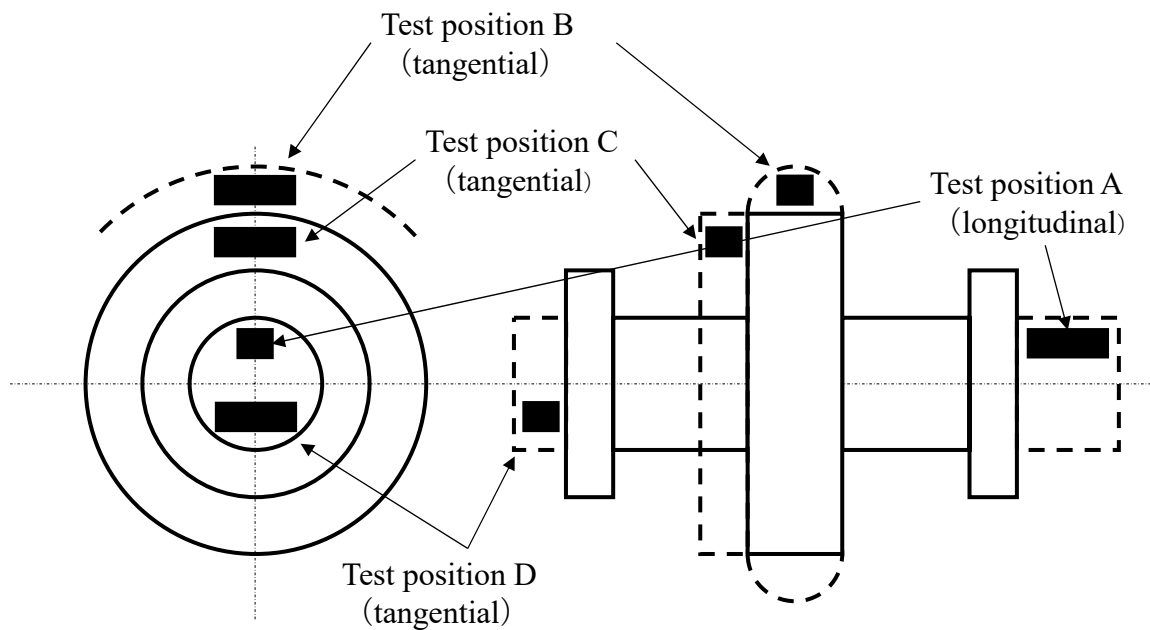 Test position B
（tangential）
Test position C
（tangential）
Test position A
（longitudinal）
Test position D
（tangential）